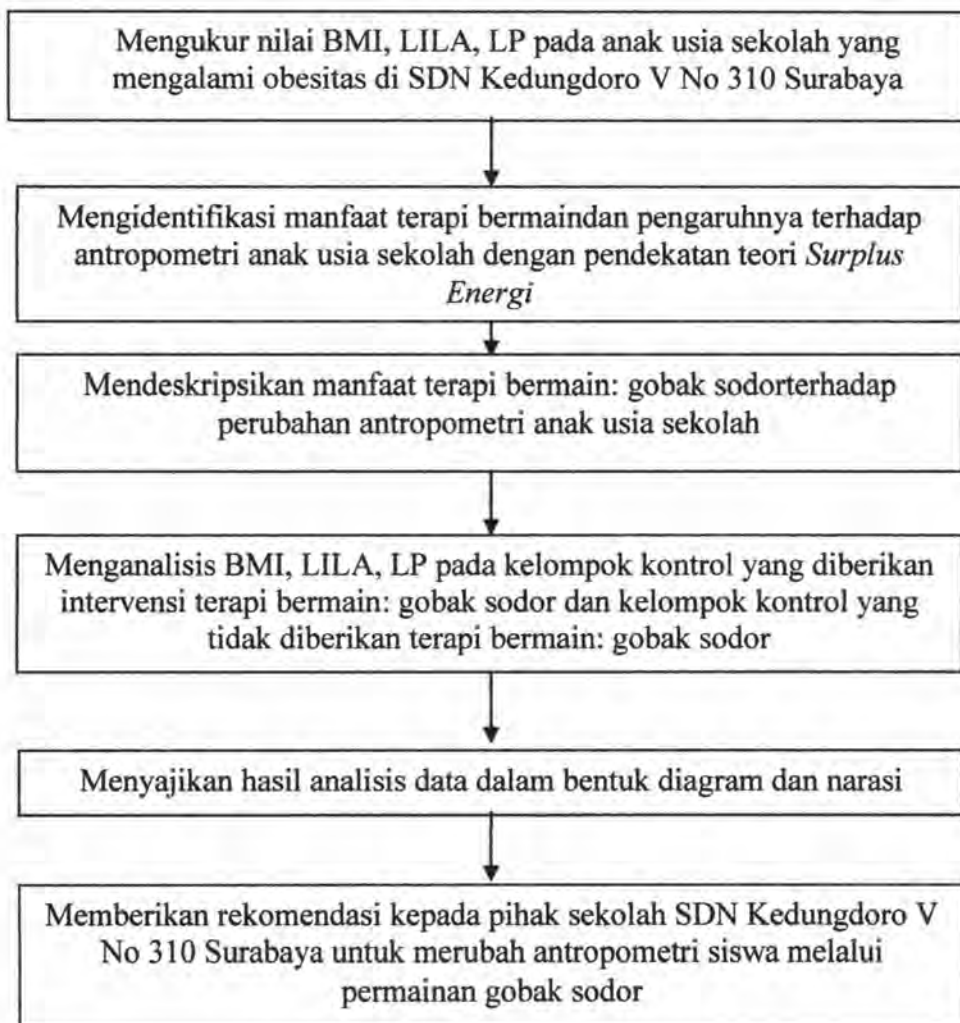 Mengukur nilai BMI, LILA, LP pada anak usia sekolah yang
mengalami obesitas di SDN Kedungdoro V No 310 Surabaya
Mengidentifikasi manfaat terapi bermaindan pengaruhnya terhadap
antropometri anak usia sekolah dengan pendekatan teori Surplus
Energi
Mendeskripsikan manfaat terapi bermain: gobak sodorterhadap
perubahan antropometri anak usia sekolah
Menganalisis BMI, LILA, LP pada kelompok kontrol yang diberikan
intervensi terapi bermain: gobak sodor dan kelompok kontrol yang
tidak diberikan terapi bermain: gobak sodor
Menyajikan hasil analisis data dalam bentuk diagram dan narasi
Memberikan rekomendasi kepada pihak sekolah SDN Kedungdoro V
No 310 Surabaya untuk merubah antropometri siswa melalui
permainan gobak sodor